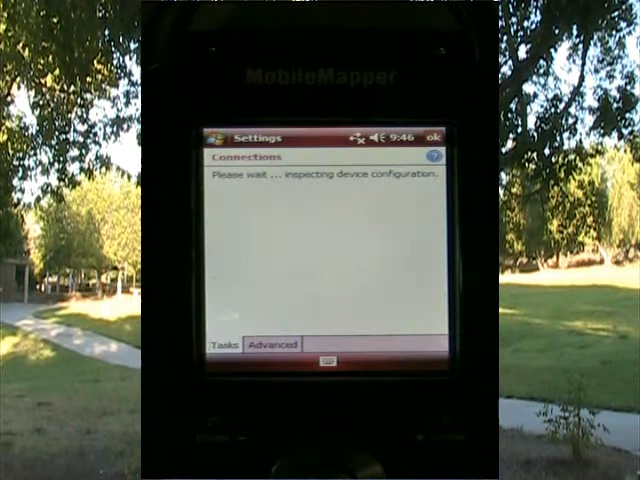 MobileMapper
Settings 9:46 ok
Connections ?
Please wait ... inspecting device configuration.
Tasks Advanced